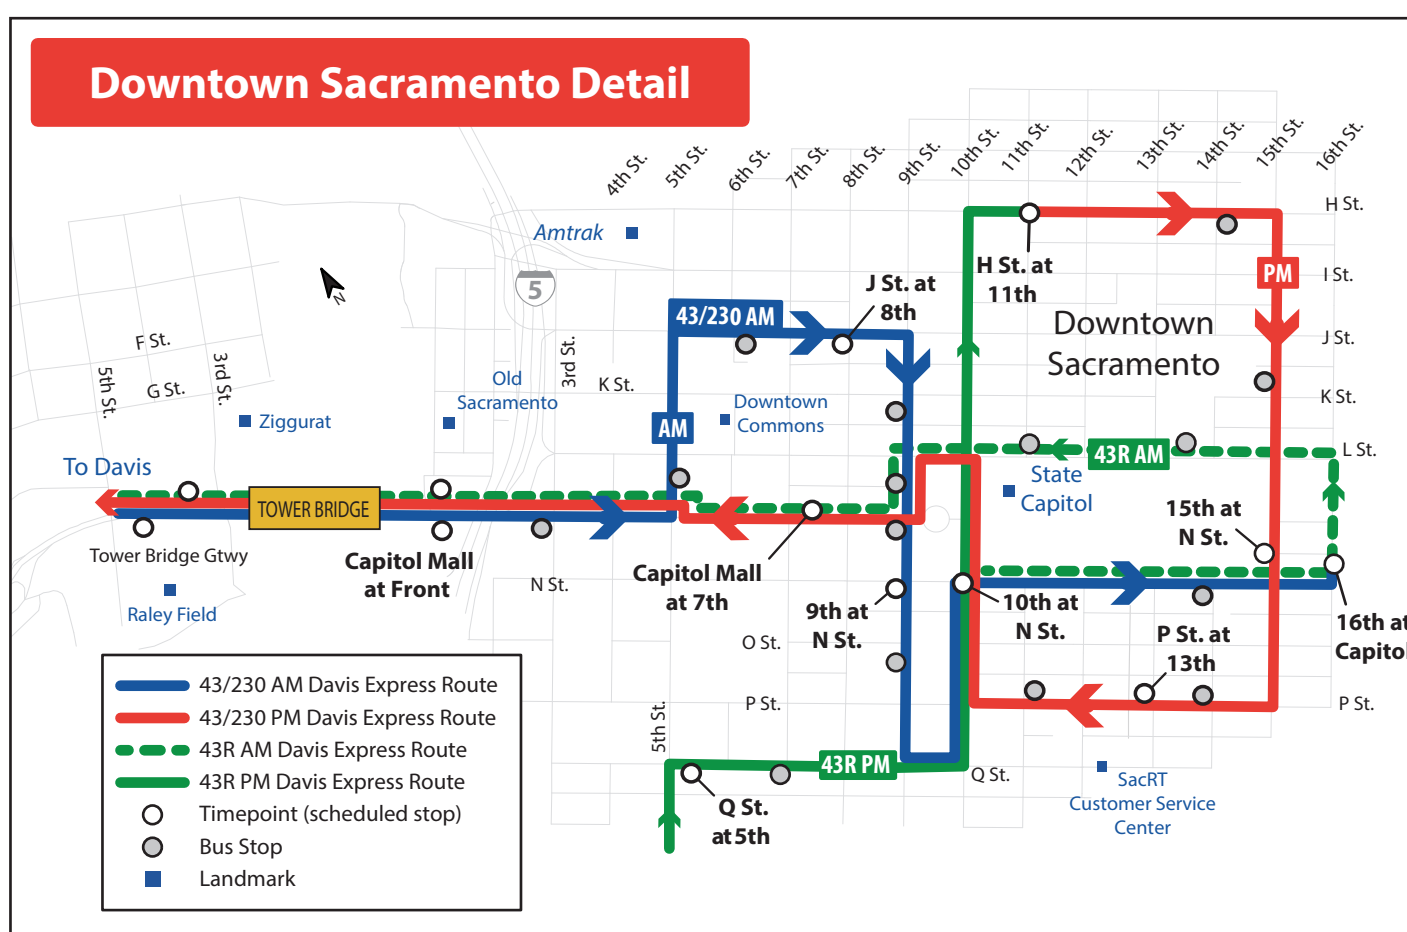 Downtown Sacramento Detail
4th St.
5th St.
6th St.
7th St.
8th St.
9th St.
10th St.
11th St.
12th St.
13th St.
14th St.
15th St.
16th St.
H St.
I St.
J St.
K St.
L St.
P St.
Amtrak
N
5
H St. at
11th
PM
J St. at
8th
43/230 AM
Downtown
Sacramento
F St.
G St.
5th St.
3rd St.
3rd St.
K St.
Old
Sacramento
Ziggurat
AM
Downtown
Commons
43R AM
State
Capitol
To Davis
TOWER BRIDGE
Tower Bridge Gtwy
Raley Field
Capitol Mall
at Front
N St.
Capitol Mall
at 7th
9th at
N St.
10th at
N St.
15th at
N St.
16th at
Capitol
P St. at
13th
O St.
P St.
5th St.
43R PM
Q St.
Q St.
at 5th
SacRT
Customer Service
Center
43/230 AM Davis Express Route
43/230 PM Davis Express Route
43R AM Davis Express Route
43R PM Davis Express Route
Timepoint (scheduled stop)
Bus Stop
Landmark